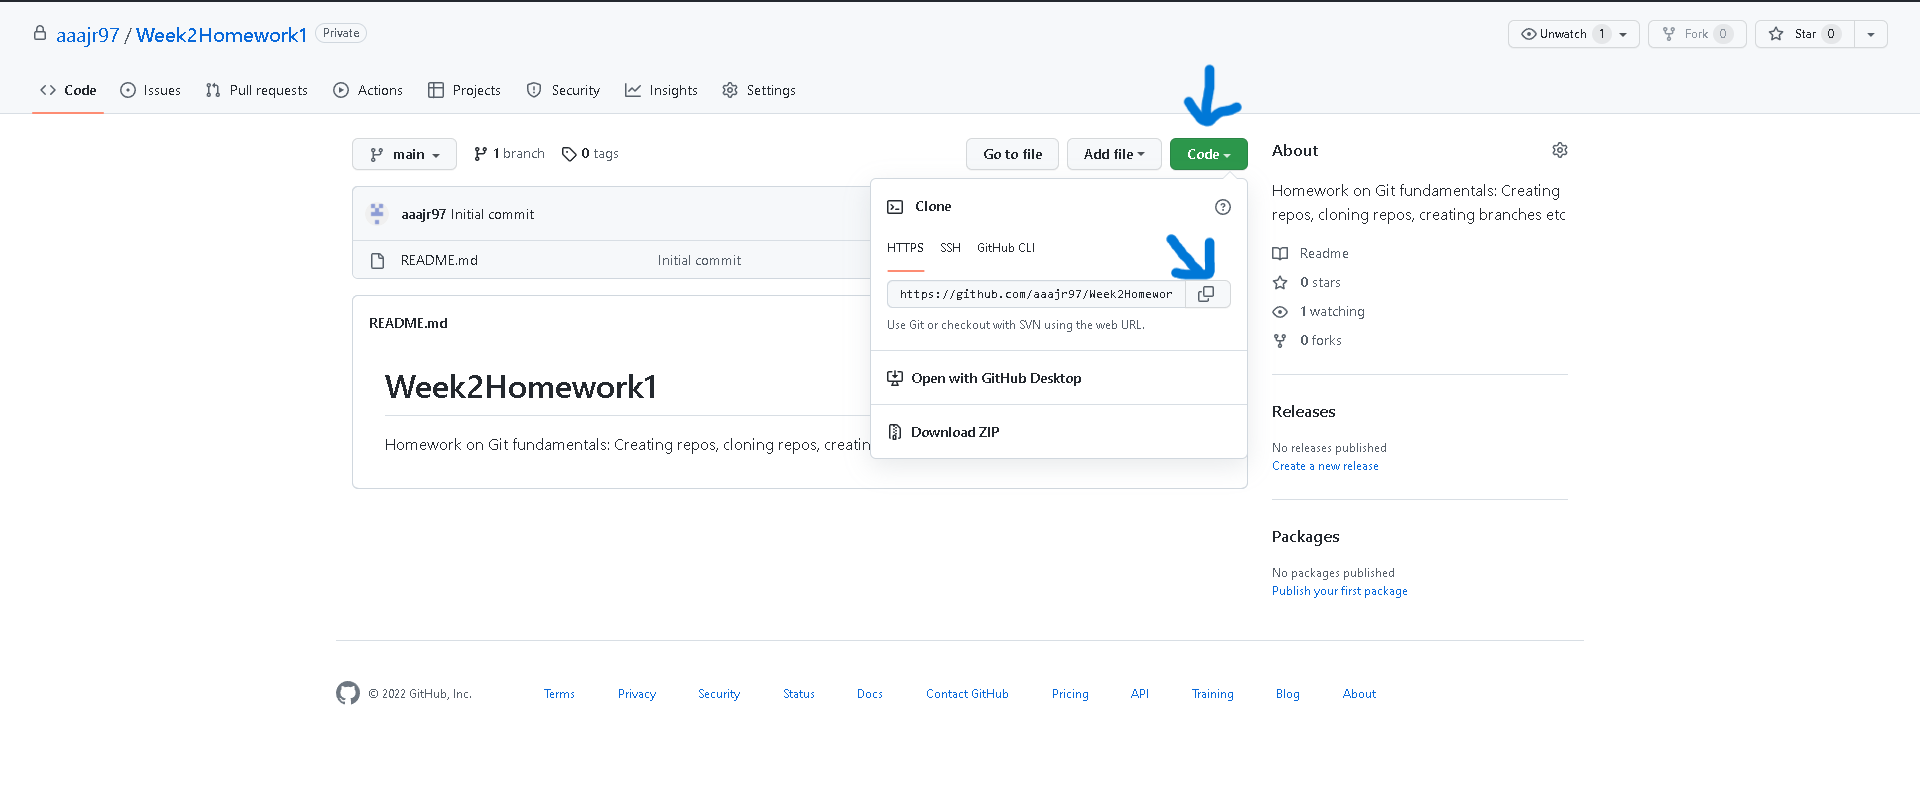 aaajr97 / Week2Homework1 Private
Unwatch 1
Fork 0
Star 0
Code
Issues
Pull requests
Actions
Projects
Security
Insights
Settings
main
1 branch
0 tags
Go to file
Add file
Code
aaajr97 Initial commit
README.md
Initial commit
README.md
Week2Homework1
Homework on Git fundamentals: Creating repos, cloning repos, creatin
Clone
HTTPS
SSH
GitHub CLI
https://github.com/aaajr97/Week2Homewor
Use Git or checkout with SVN using the web URL.
Open with GitHub Desktop
Download ZIP
About
Homework on Git fundamentals: Creating
repos, cloning repos, creating branches etc
Readme
0 stars
1 watching
0 forks
Releases
No releases published
Create a new release
Packages
No packages published
Publish your first package
© 2022 GitHub, Inc.
Terms
Privacy
Security
Status
Docs
Contact GitHub
Pricing
API
Training
Blog
About